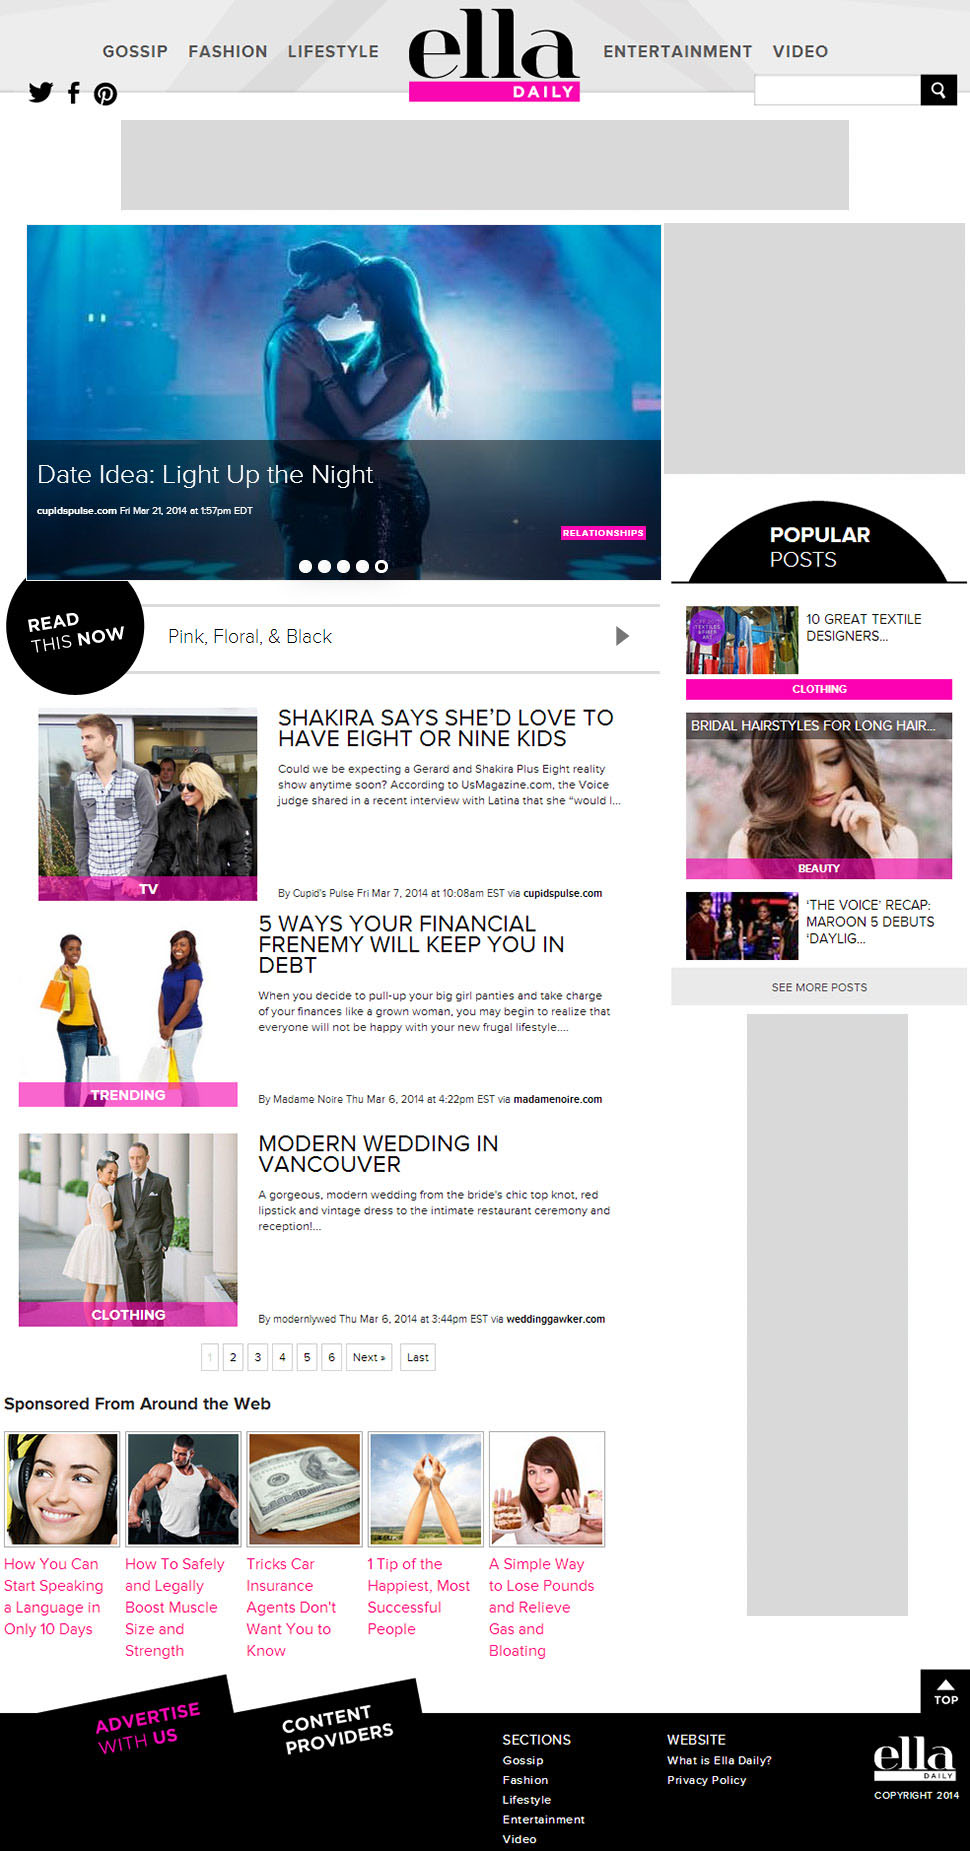 GOSSIP FASHION LIFESTYLE
ella
DAILY
ENTERTAINMENT VIDEO
Date Idea: Light Up the Night
cupidspulse.com Fri Mar 21, 2014 at 1:57pm EDT
RELATIONSHIPS
READ
THIS NOW
Pink, Floral, & Black
SHAKIRA SAYS SHE'D LOVE TO
HAVE EIGHT OR NINE KIDS
Could we be expecting a Gerard and Shakira Plus Eight reality
show anytime soon? According to UsMagazine.com, the Voice
judge shared in a recent interview with Latina that she “would l...
TV
By Cupid's Pulse Fri Mar 7, 2014 at 10:08am EST via cupidspulse.com
5 WAYS YOUR FINANCIAL
FRENEMY WILL KEEP YOU IN
DEBT
When you decide to pull-up your big girl panties and take charge
of your finances like a grown woman, you may begin to realize that
everyone will not be happy with your new frugal lifestyle....
TRENDING
By Madame Noire Thu Mar 6, 2014 at 4:22pm EST via madamenoire.com
MODERN WEDDING IN
VANCOUVER
A gorgeous, modern wedding from the bride's chic top knot, red
lipstick and vintage dress to the intimate restaurant ceremony and
reception!...
CLOTHING
By modernlywed Thu Mar 6, 2014 at 3:44pm EST via weddinggawker.com
1 2 3 4 5 6 Next » Last
POPULAR
POSTS
TEXTILES
& FIBER
ART
10 GREAT TEXTILE
DESIGNERS...
CLOTHING
BRIDAL HAIRSTYLES FOR LONG HAIR...
BEAUTY
'THE VOICE' RECAP:
MAROON 5 DEBUTS
'DAYLIG...
SEE MORE POSTS
Sponsored From Around the Web
How You Can
Start Speaking
a Language in
Only 10 Days
How To Safely
and Legally
Boost Muscle
Size and
Strength
Tricks Car
Insurance
Agents Don't
Want You to
Know
1 Tip of the
Happiest, Most
Successful
People
A Simple Way
to Lose Pounds
and Relieve
Gas and
Bloating
ADVERTISE
WITH US
CONTENT
PROVIDERS
SECTIONS
Gossip
Fashion
Lifestyle
Entertainment
Video
WEBSITE
What is Ella Daily?
Privacy Policy
TOP
ella
DAILY
COPYRIGHT 2014